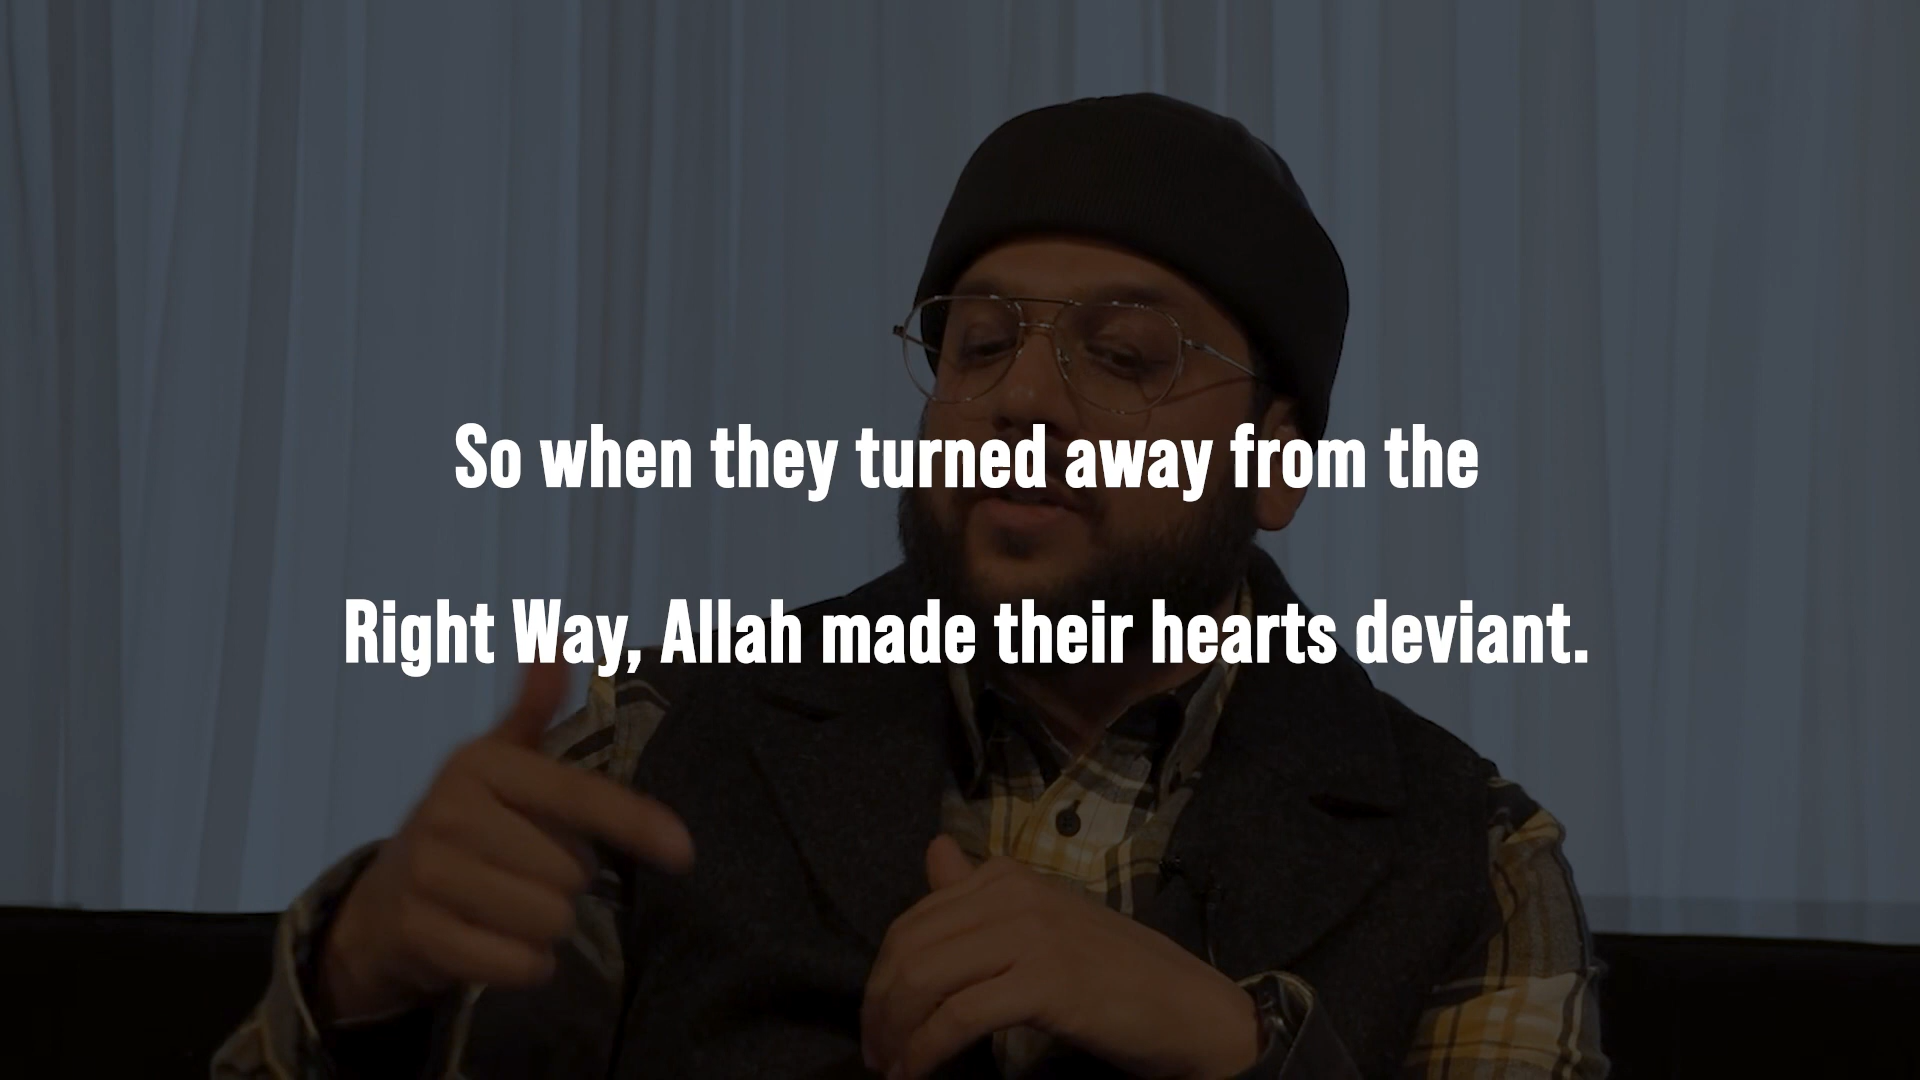 So when they turned away from the
Right Way, Allah made their hearts deviant.